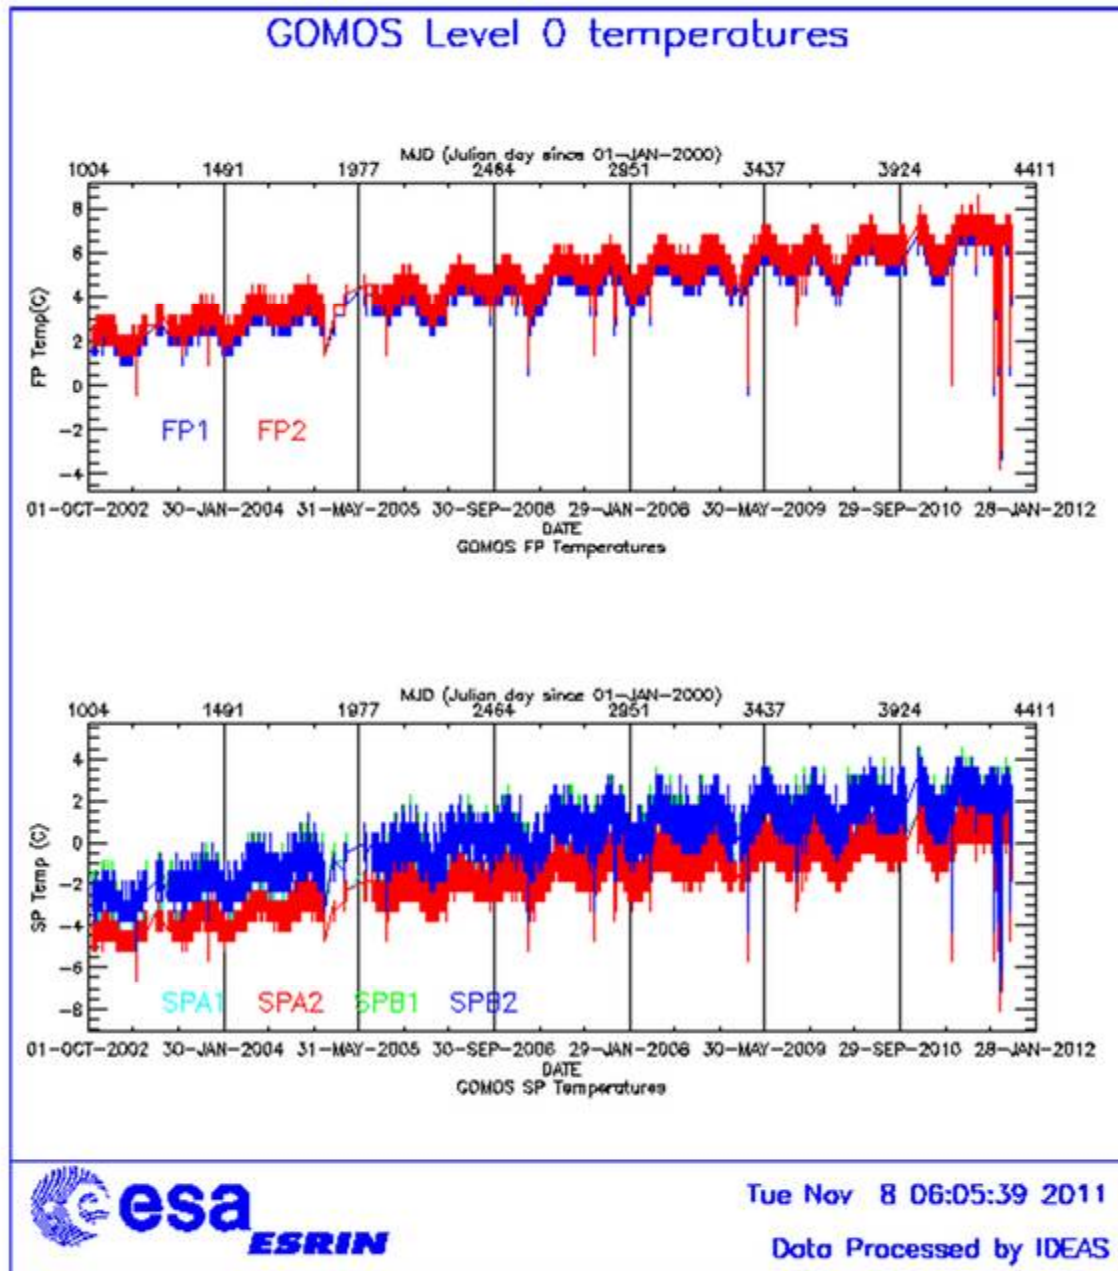 GOMOS Level 0 temperatures
MJD (Julian day since 01-JAN-2000)
1004 1491 1977 2464 2951 3437 3924 4411
8
6
4
2
0
-2
-4
FP Temp(C)
FP1 FP2
01-OCT-2002 30-JAN-2004 31-MAY-2005 30-SEP-2006 29-JAN-2008 30-MAY-2009 29-SEP-2010 28-JAN-2012
DATE
GOMOS FP Temperatures
MJD (Julian day since 01-JAN-2000)
1004 1491 1977 2464 2951 3437 3924 4411
4
2
0
-2
-4
-6
-8
SP Temp (C)
SPA1 SPA2 SPB1 SPB2
01-OCT-2002 30-JAN-2004 31-MAY-2005 30-SEP-2006 29-JAN-2008 30-MAY-2009 29-SEP-2010 28-JAN-2012
DATE
GOMOS SP Temperatures
esa
ESRIN
Tue Nov 8 06:05:39 2011
Data Processed by IDEAS